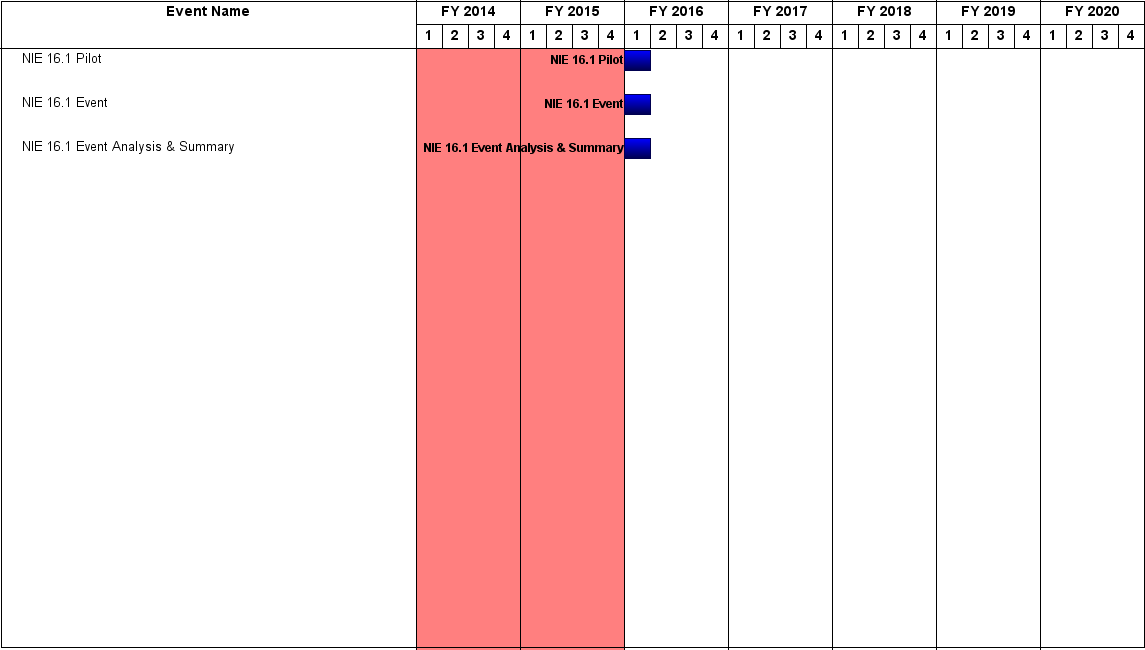 Event Name FY 2014 FY 2015 FY 2016 FY 2017 FY 2018 FY 2019 FY 2020
1 2 3 4 1 2 3 4 1 2 3 4 1 2 3 4 1 2 3 4 1 2 3 4 1 2 3 4
NIE 16.1 Pilot NIE 16.1 Pilot
NIE 16.1 Event NIE 16.1 Event
NIE 16.1 Event Analysis & Summary NIE 16.1 Event Analysis & Summary